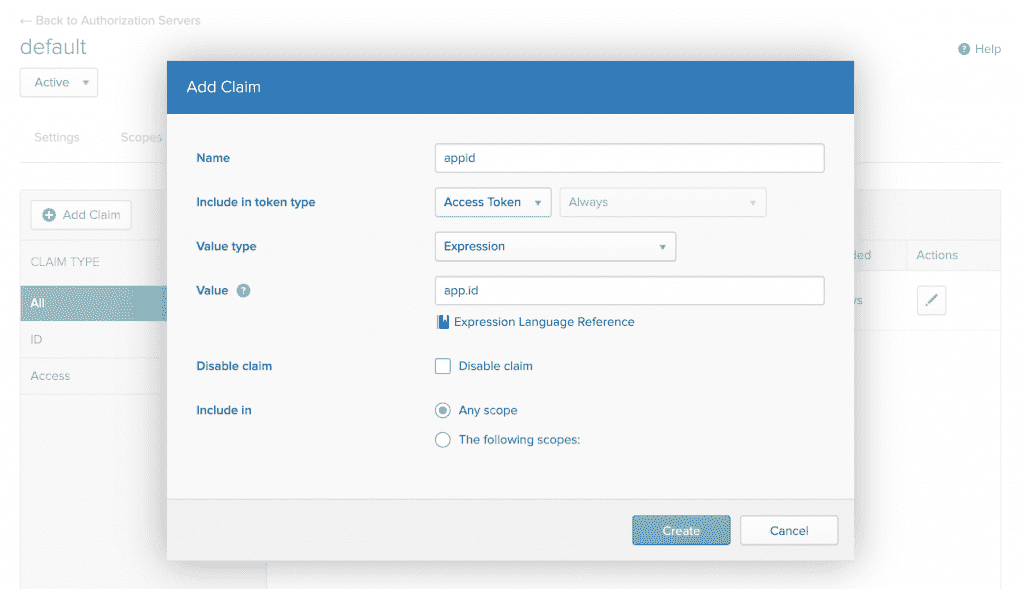 ← Back to Authorization Servers
default
Help
Active
Settings Scopes
Add Claim
Name appid
Include in token type Access Token Always
Value type Expression
Value app.id
Expression Language Reference
Disable claim Disable claim
Include in Any scope
The following scopes:
Create Cancel
Add Claim
CLAIM TYPE
All
ID
Access
Actions